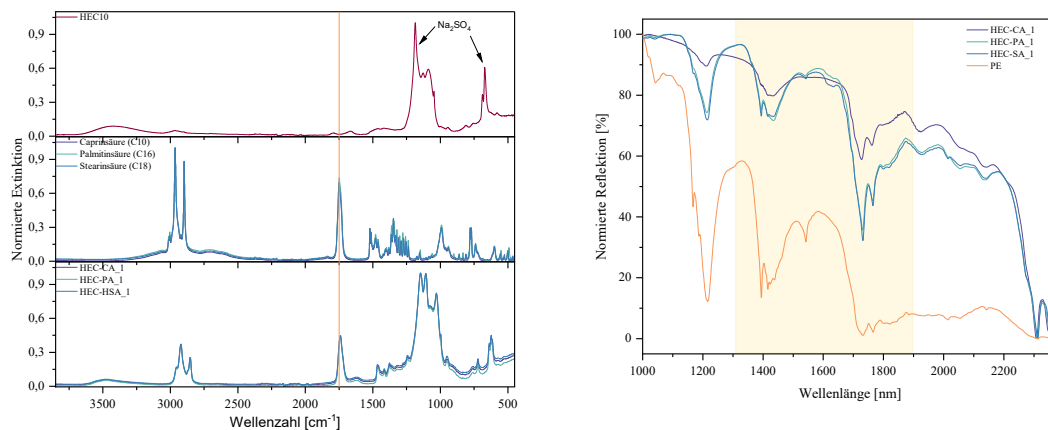 HEC10
0,9
0,6
0,3
0,0
Na₂SO₄
Caprinsäure (C10)
Palmitinsäure (C16)
Stearinsäure (C18)
0,9
0,6
0,3
0,0
HEC-CA_1
HEC-PA_1
HEC-HSA_1
0,9
0,6
0,3
0,0
3500 3000 2500 2000 1500 1000 500
Wellenzahl [cm⁻¹]
Normierte Extinktion
HEC-CA_1
HEC-PA_1
HEC-SA_1
PE
100
80
60
40
20
0
1000 1200 1400 1600 1800 2000 2200
Wellenlänge [nm]
Normierte Reflektion [%]